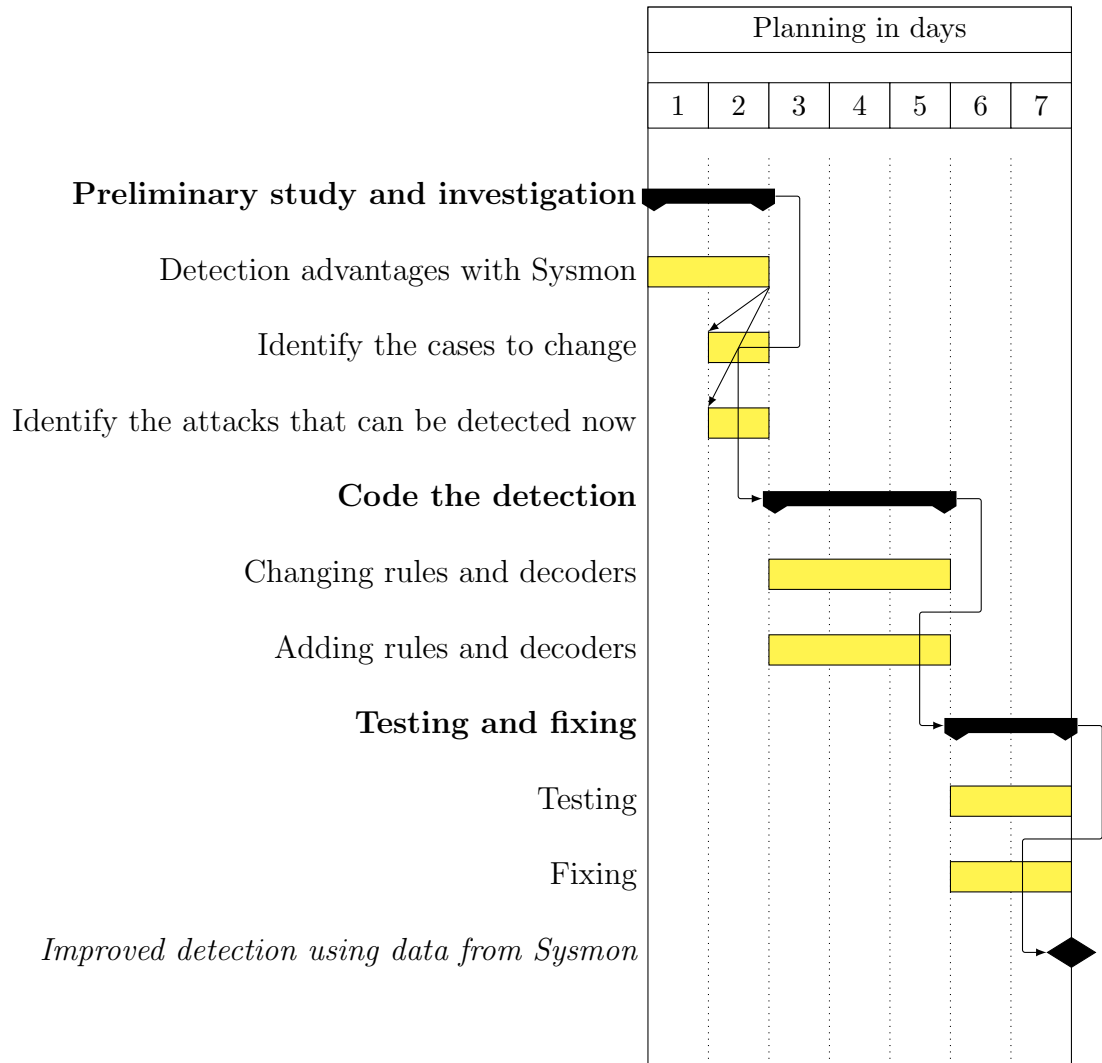 Planning in days
1 2 3 4 5 6 7
Preliminary study and investigation
Detection advantages with Sysmon
Identify the cases to change
Identify the attacks that can be detected now
Code the detection
Changing rules and decoders
Adding rules and decoders
Testing and fixing
Testing
Fixing
Improved detection using data from Sysmon